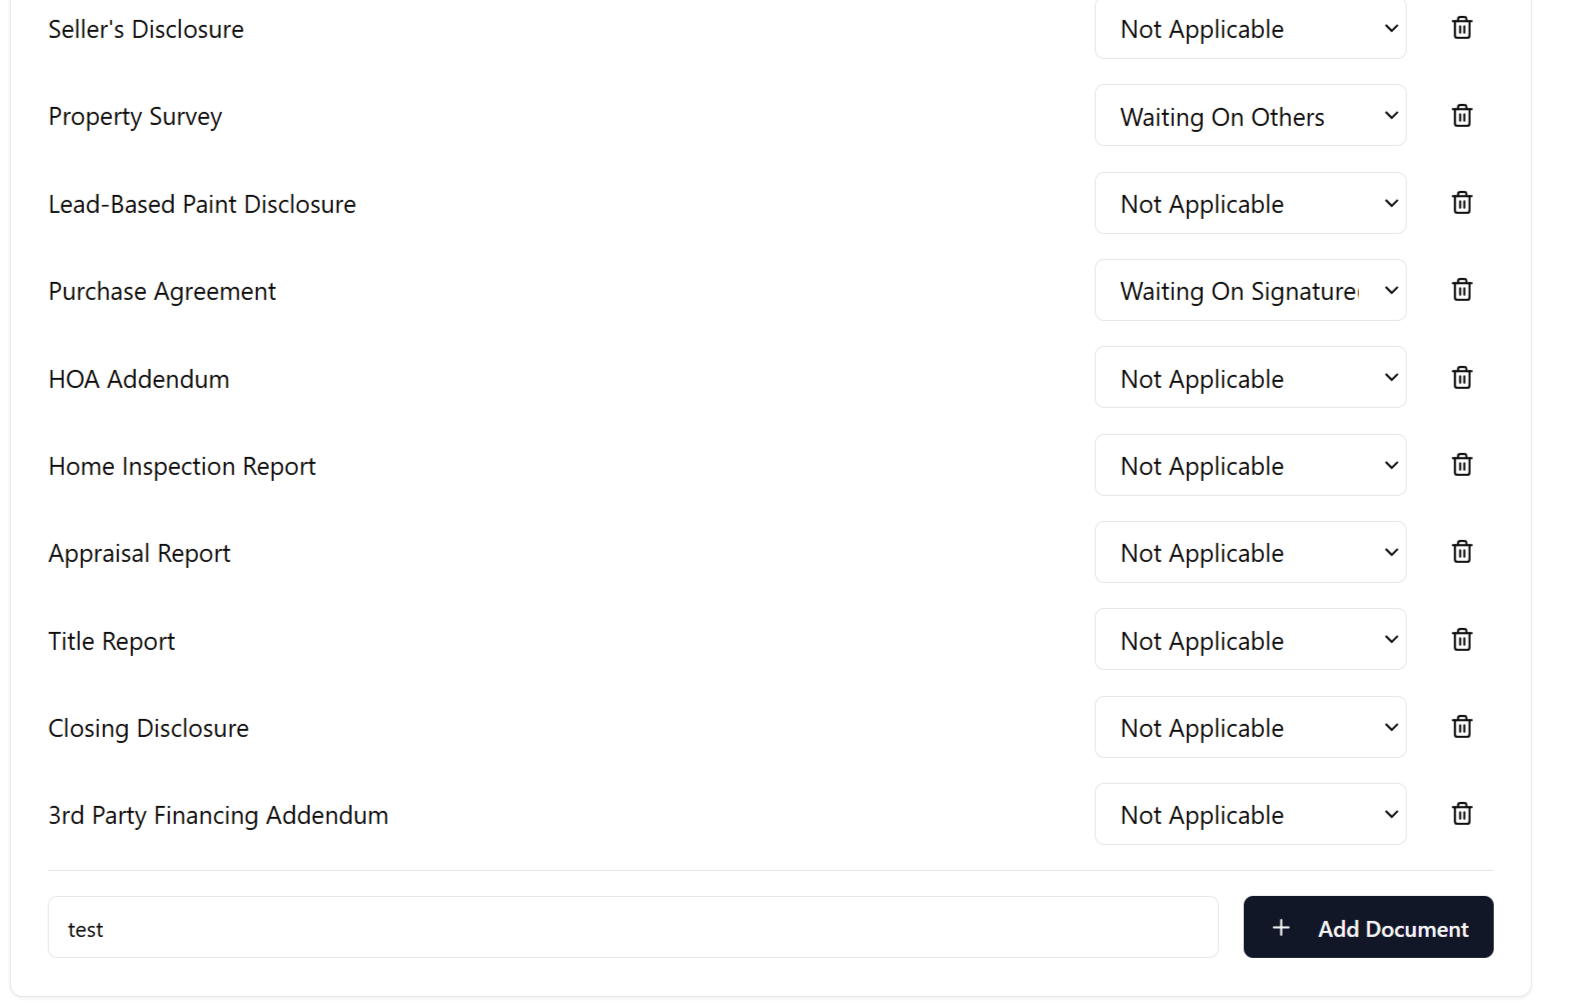 Seller's Disclosure Not Applicable
Property Survey Waiting On Others
Lead-Based Paint Disclosure Not Applicable
Purchase Agreement Waiting On Signature
HOA Addendum Not Applicable
Home Inspection Report Not Applicable
Appraisal Report Not Applicable
Title Report Not Applicable
Closing Disclosure Not Applicable
3rd Party Financing Addendum Not Applicable
test + Add Document